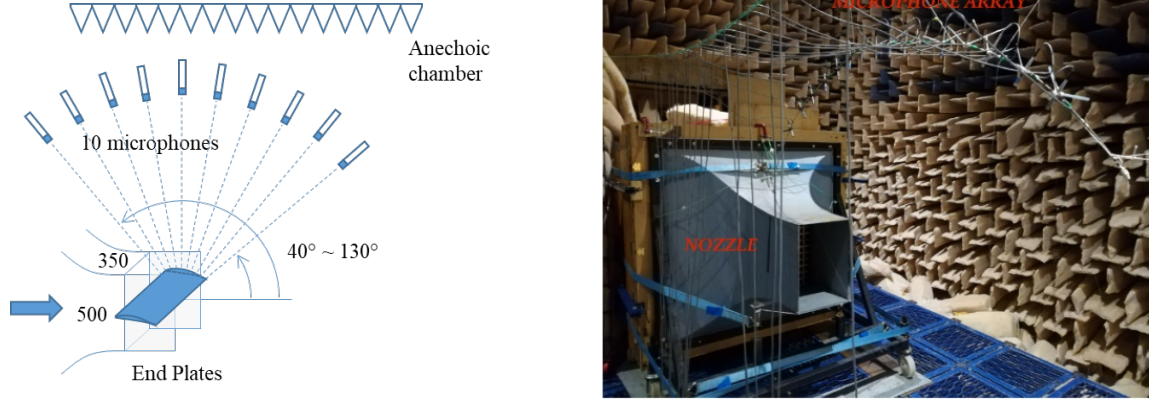 Anechoic
chamber
10 microphones
40° ~ 130°
350
500
End Plates
MICROPHONE ARRAY
NOZZLE